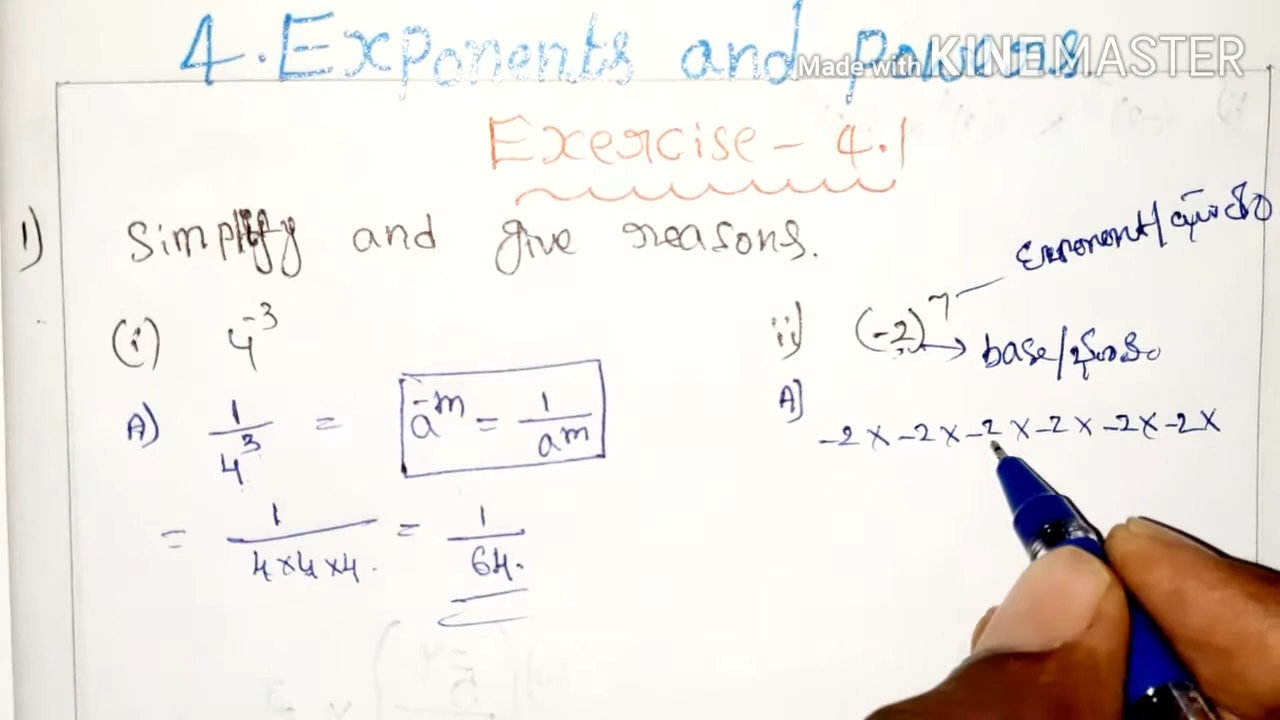 4. Exponents and powers
Made with KINEMASTER
Exercise - 4.1
1) Simplify and give reasons.
(i) 4^-3
A) 1/4^3 = a^-m = 1/a^m
= 1/(4×4×4) = 1/64.
Exponent/
ii) (-2)^7 → base/
A]
-2 × -2 × -2 × -2 × -2 × -2 ×